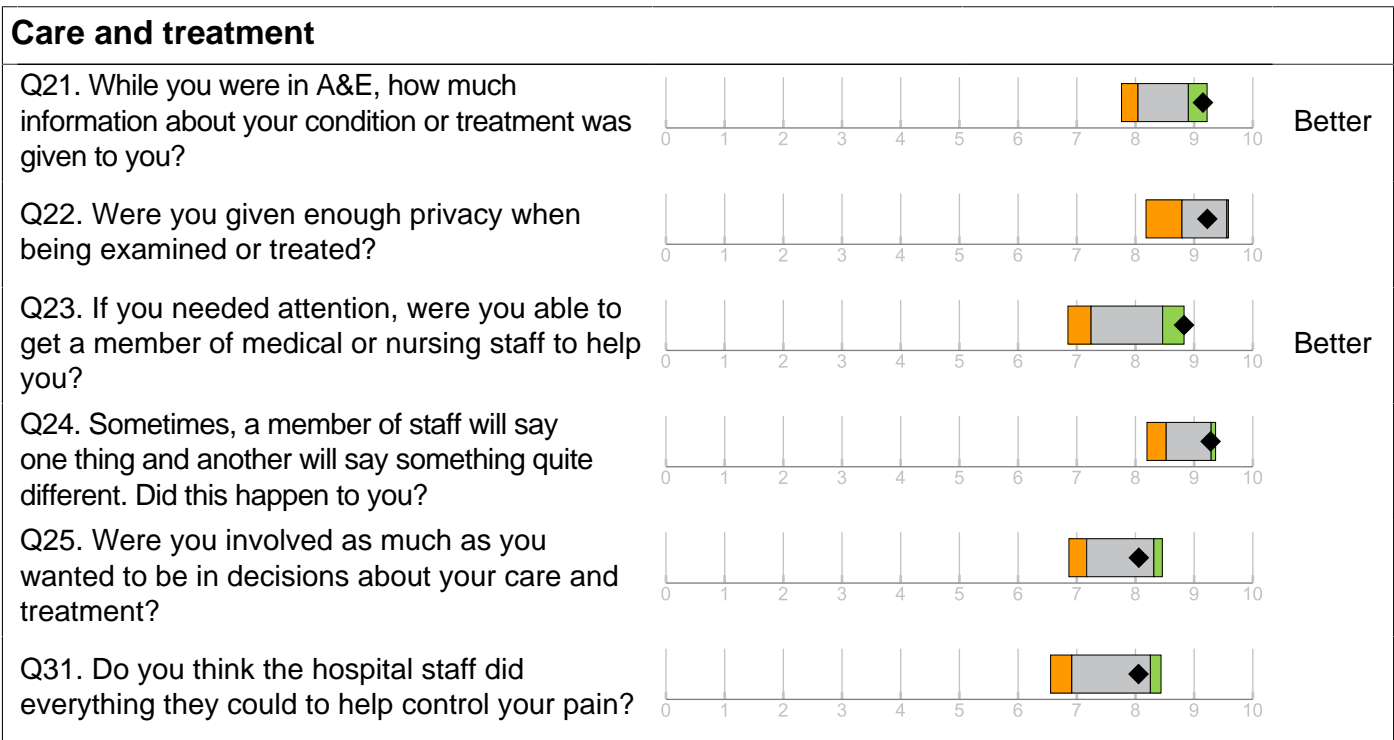 Care and treatment
Q21. While you were in A&E, how much
information about your condition or treatment was
given to you?
0 1 2 3 4 5 6 7 8 9 10
Better
Q22. Were you given enough privacy when
being examined or treated?
0 1 2 3 4 5 6 7 8 9 10
Q23. If you needed attention, were you able to
get a member of medical or nursing staff to help
you?
0 1 2 3 4 5 6 7 8 9 10
Better
Q24. Sometimes, a member of staff will say
one thing and another will say something quite
different. Did this happen to you?
0 1 2 3 4 5 6 7 8 9 10
Q25. Were you involved as much as you
wanted to be in decisions about your care and
treatment?
0 1 2 3 4 5 6 7 8 9 10
Q31. Do you think the hospital staff did
everything they could to help control your pain?
0 1 2 3 4 5 6 7 8 9 10